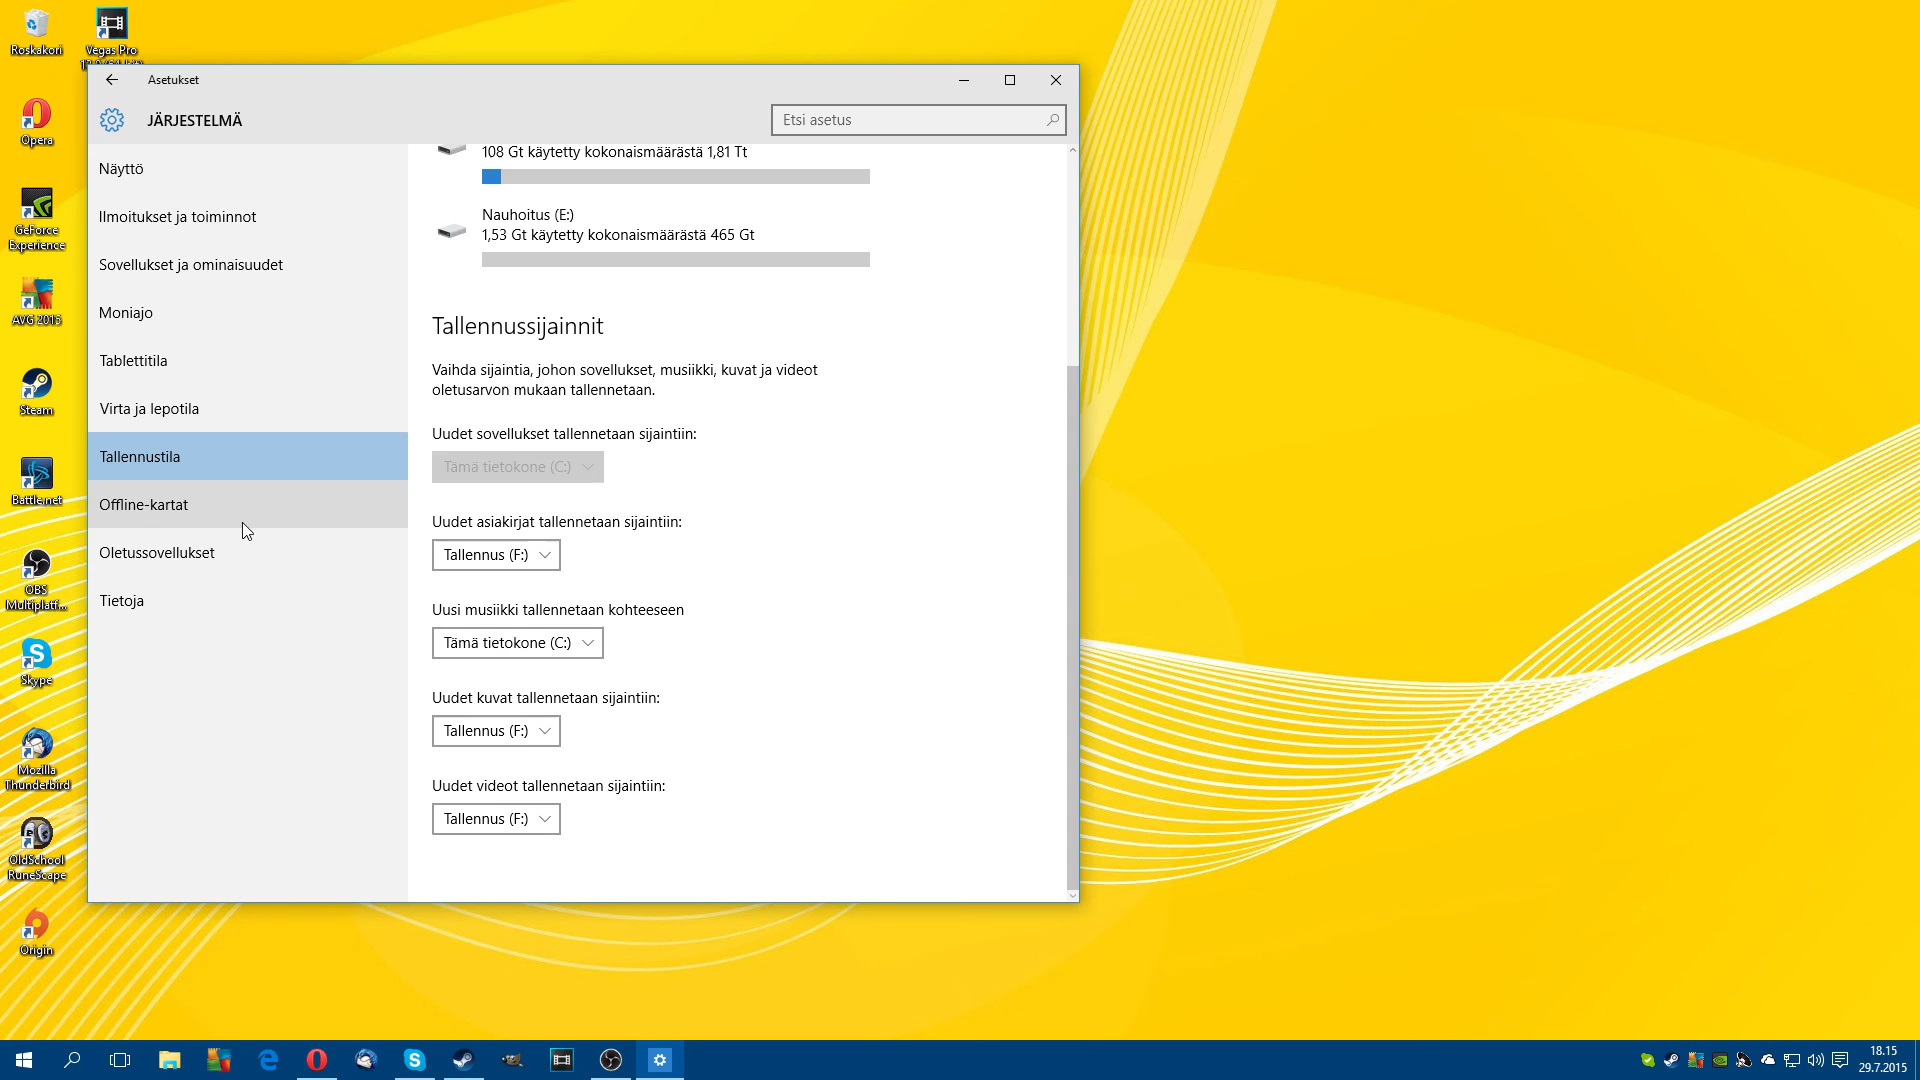 Roskakori
Vegas Pro
Opera
GeForce
Experience
AVG 2015
Steam
Battle.net
OBS
Multiplatf...
Skype
Mozilla
Thunderbird
OldSchool
RuneScape
Origin
Asetukset
JÄRJESTELMÄ
Etsi asetus
Näyttö
Ilmoitukset ja toiminnot
Sovellukset ja ominaisuudet
Moniajo
Tablettitila
Virta ja lepotila
Tallennustila
Offline-kartat
Oletussovellukset
Tietoja
108 Gt käytetty kokonaismäärästä 1,81 Tt
Nauhoitus (E:)
1,53 Gt käytetty kokonaismäärästä 465 Gt
Tallennussijainnit
Vaihda sijaintia, johon sovellukset, musiikki, kuvat ja videot
oletusarvon mukaan tallennetaan.
Uudet sovellukset tallennetaan sijaintiin:
Tämä tietokone (C:)
Uudet asiakirjat tallennetaan sijaintiin:
Tallennus (F:)
Uusi musiikki tallennetaan kohteeseen
Tämä tietokone (C:)
Uudet kuvat tallennetaan sijaintiin:
Tallennus (F:)
Uudet videot tallennetaan sijaintiin:
Tallennus (F:)
18.15
29.7.2015